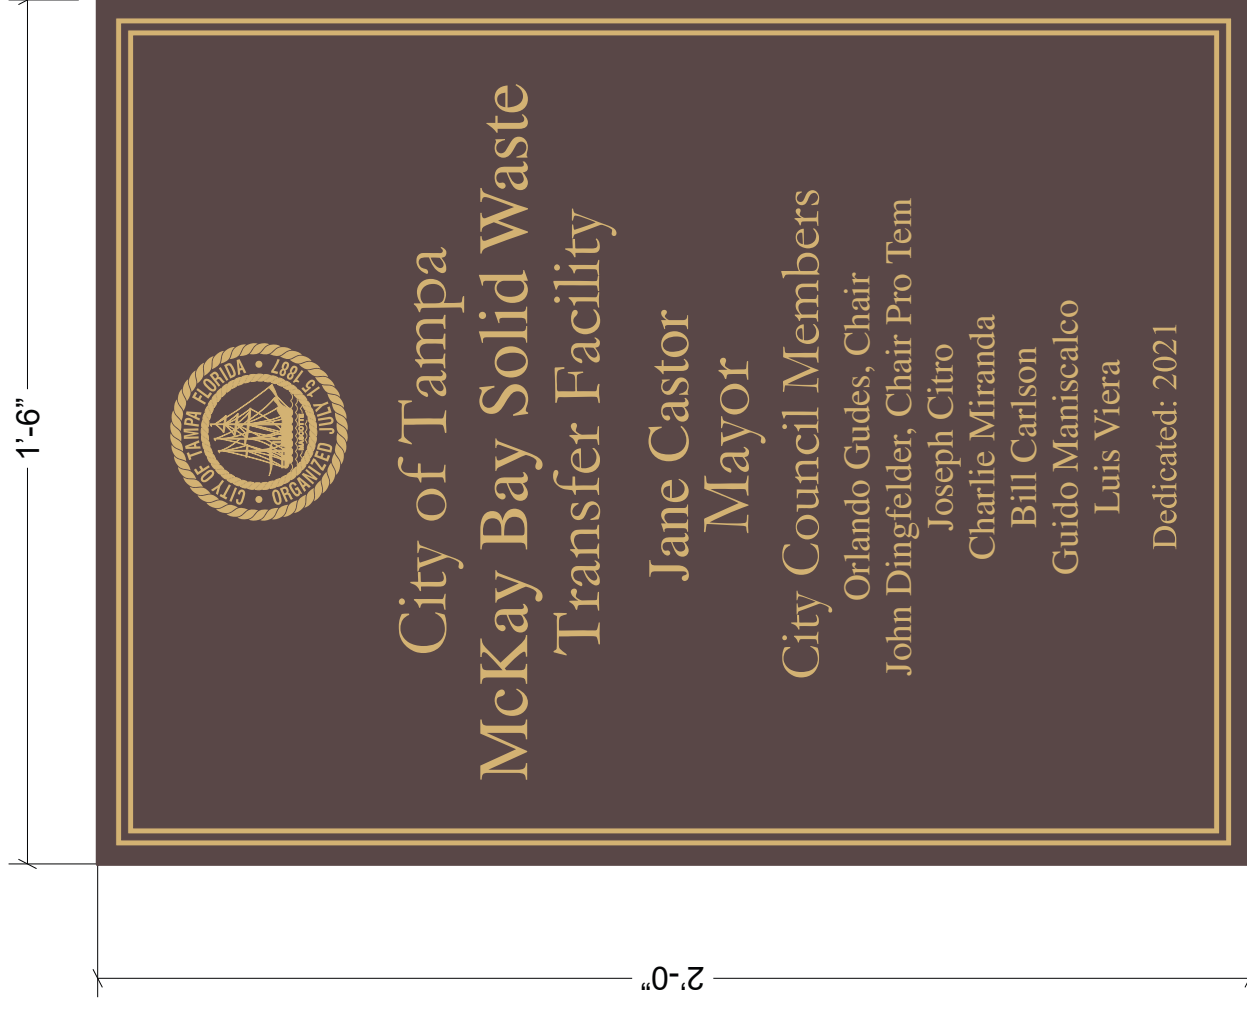 1'-6”
CITY OF TAMPA FLORIDA •
ORGANIZED JULY 15 1887 •
City of Tampa
McKay Bay Solid Waste
Transfer Facility
Jane Castor
Mayor
City Council Members
Orlando Gudes, Chair
John Dingfelder, Chair Pro Tem
Joseph Citro
Charlie Miranda
Bill Carlson
Guido Maniscalco
Luis Viera
Dedicated: 2021
2'-0”